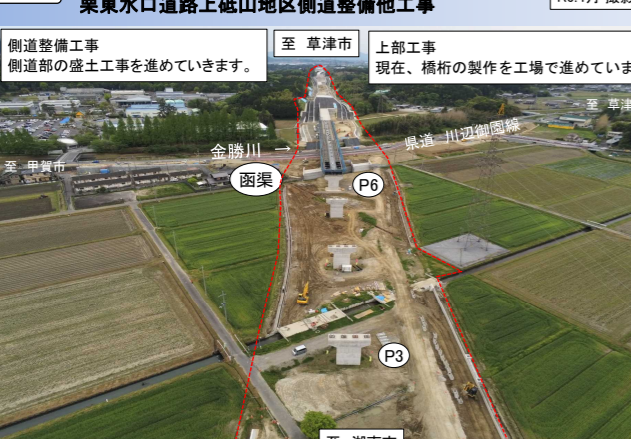 栗東水口道路上砥山地区側道整備他工事
側道整備工事
側道部の盛土工事を進めていきます。
至 草津市
上部工事
現在、橋桁の製作を工場で進めていま
至 草津
金勝川 →
県道 川辺御園線
至 甲賀市
函渠
P6
P3
至 湖南市